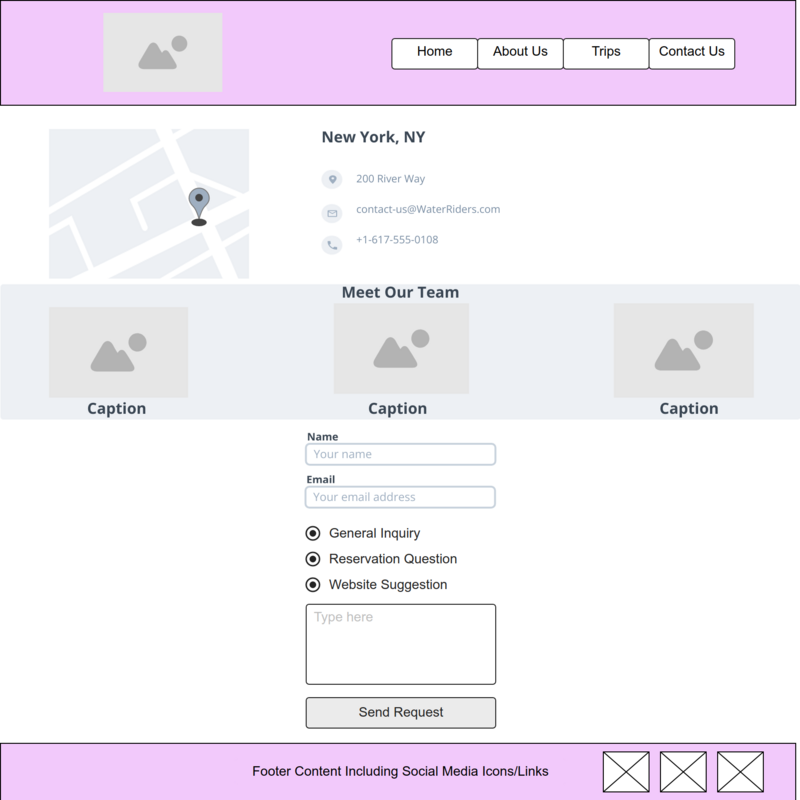 Home
About Us
Trips
Contact Us
New York, NY
200 River Way
contact-us@WaterRiders.com
+1-617-555-0108
Meet Our Team
Caption
Caption
Caption
Name
Your name
Email
Your email address
General Inquiry
Reservation Question
Website Suggestion
Type here
Send Request
Footer Content Including Social Media Icons/Links